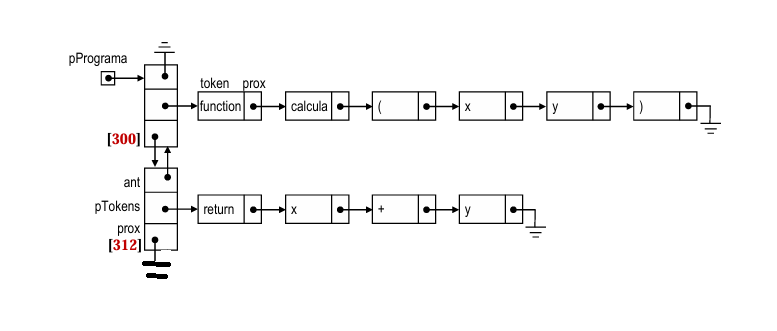 pPrograma
token prox
function calcula ( x y )
[300]
ant
pTokens return x + y
prox
[312]